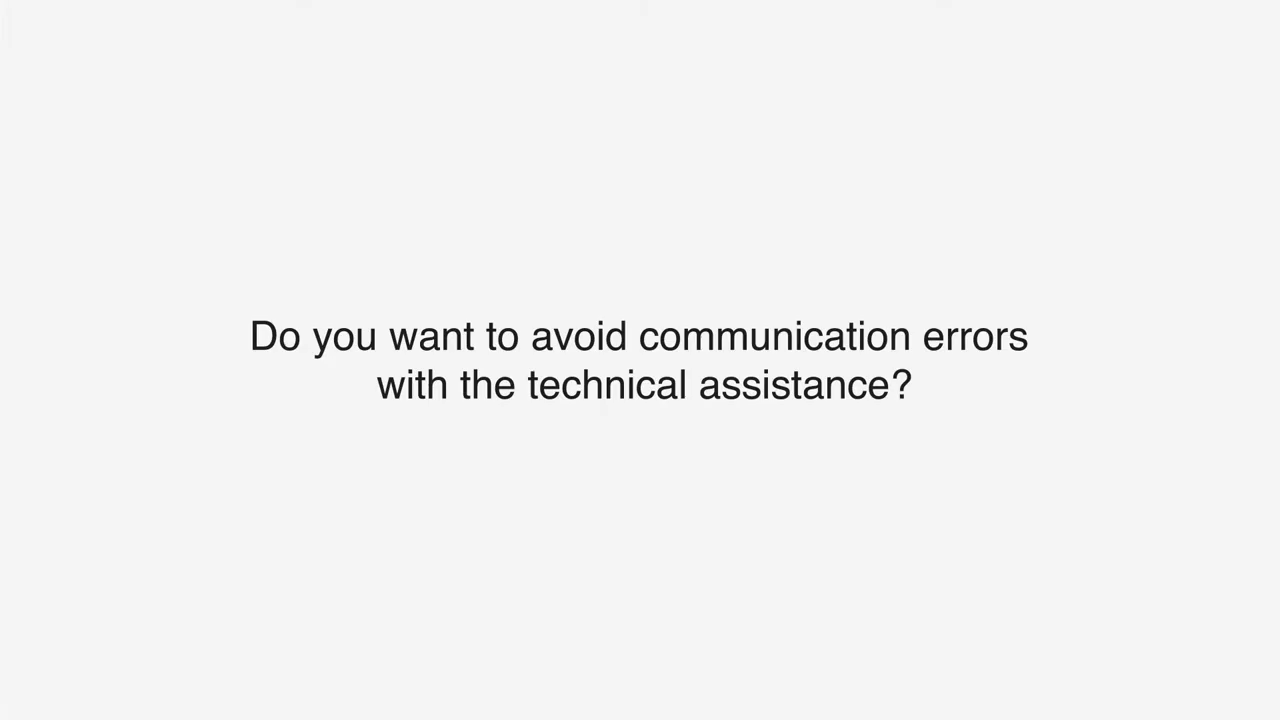 Do you want to avoid communication errors
with the technical assistance?